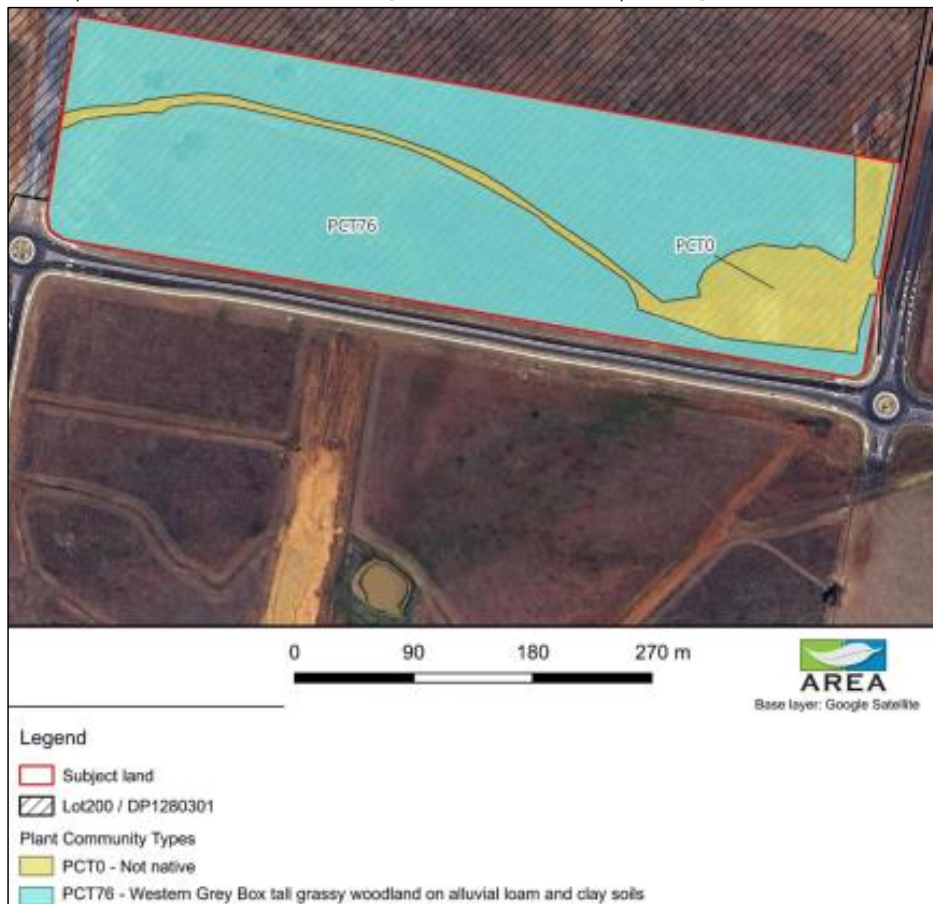 PCT76
PCT0
0 90 180 270 m
AREA
Base layer: Google Satellite
Legend
Subject land
Lot200 / DP1280301
Plant Community Types
PCT0 - Not native
PCT76 - Western Grey Box tall grassy woodland on alluvial loam and clay soils